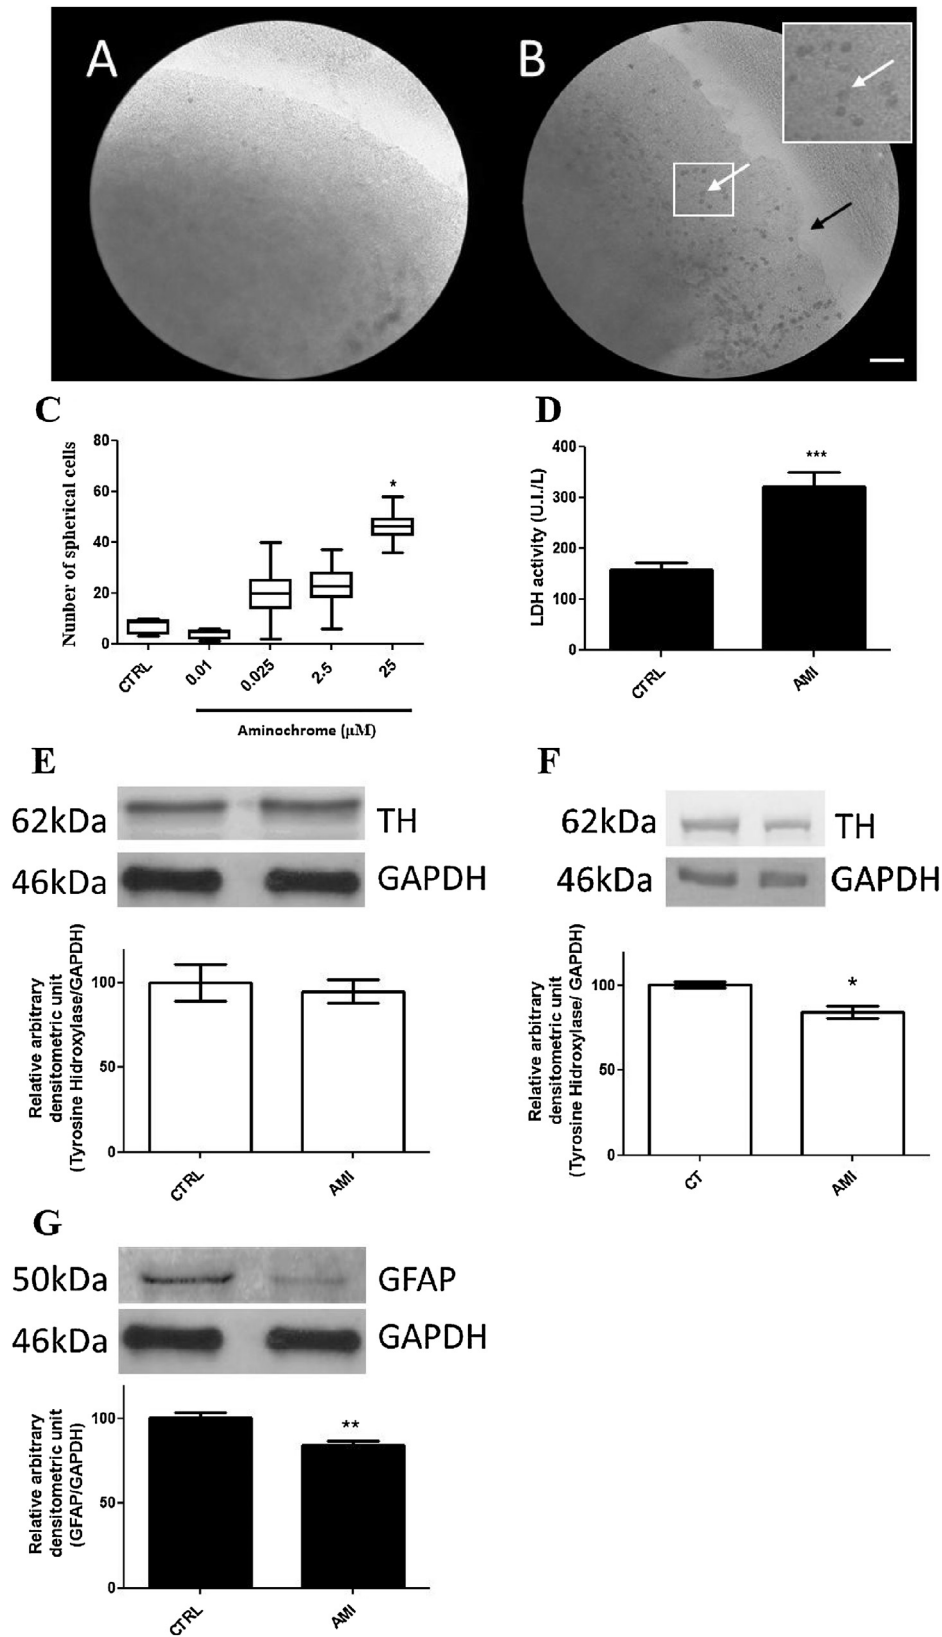 A
B
C
Nunber of spherical cells
80
60
40
20
0
*
CTRL
0.01
0.025
2.5
25
Aminochrome (μM)
D
LDH activity (U.I./L)
400
300
200
100
0
***
CTRL
AMI
E
62kDa
TH
46kDa
GAPDH
Relative arbitrary
densitometric unit
(Tyrosine Hidroxylase/GAPDH)
100
50
0
CTRL
AMI
F
62kDa
TH
46kDa
GAPDH
Relative arbitrary
densitometric unit
(Tyrosine Hidroxylase/ GAPDH)
100
50
0
*
CT
AMI
G
50kDa
GFAP
46kDa
GAPDH
Relative arbitrary
densitometric unit
(GFAP/GAPDH)
100
50
0
**
CTRL
AMI